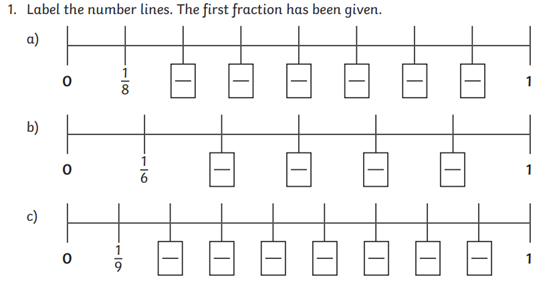 1. Label the number lines. The first fraction has been given.
a)
0 1/8 1
b)
0 1/6 1
c)
0 1/9 1